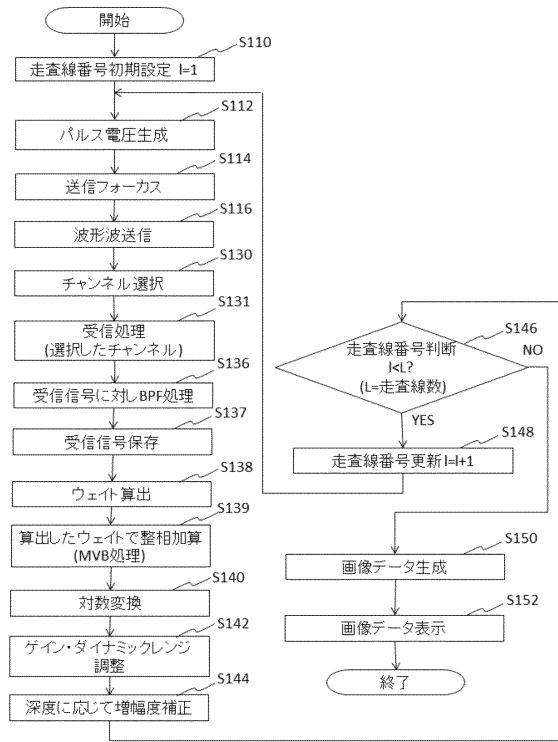 開始
S110
走査線番号初期設定 l=1
S112
パルス電圧生成
S114
送信フォーカス
S116
波形波送信
S130
チャンネル選択
S131
受信処理
(選択したチャンネル)
S136
受信信号に対しBPF処理
S137
受信信号保存
S138
ウェイト算出
S139
算出したウェイトで整相加算
(MVB処理)
S140
対数変換
S142
ゲイン・ダイナミックレンジ
調整
S144
深度に応じて増幅度補正
S146
走査線番号判断
l<L?
(L=走査線数)
NO
YES
S148
走査線番号更新 l=l+1
S150
画像データ生成
S152
画像データ表示
終了